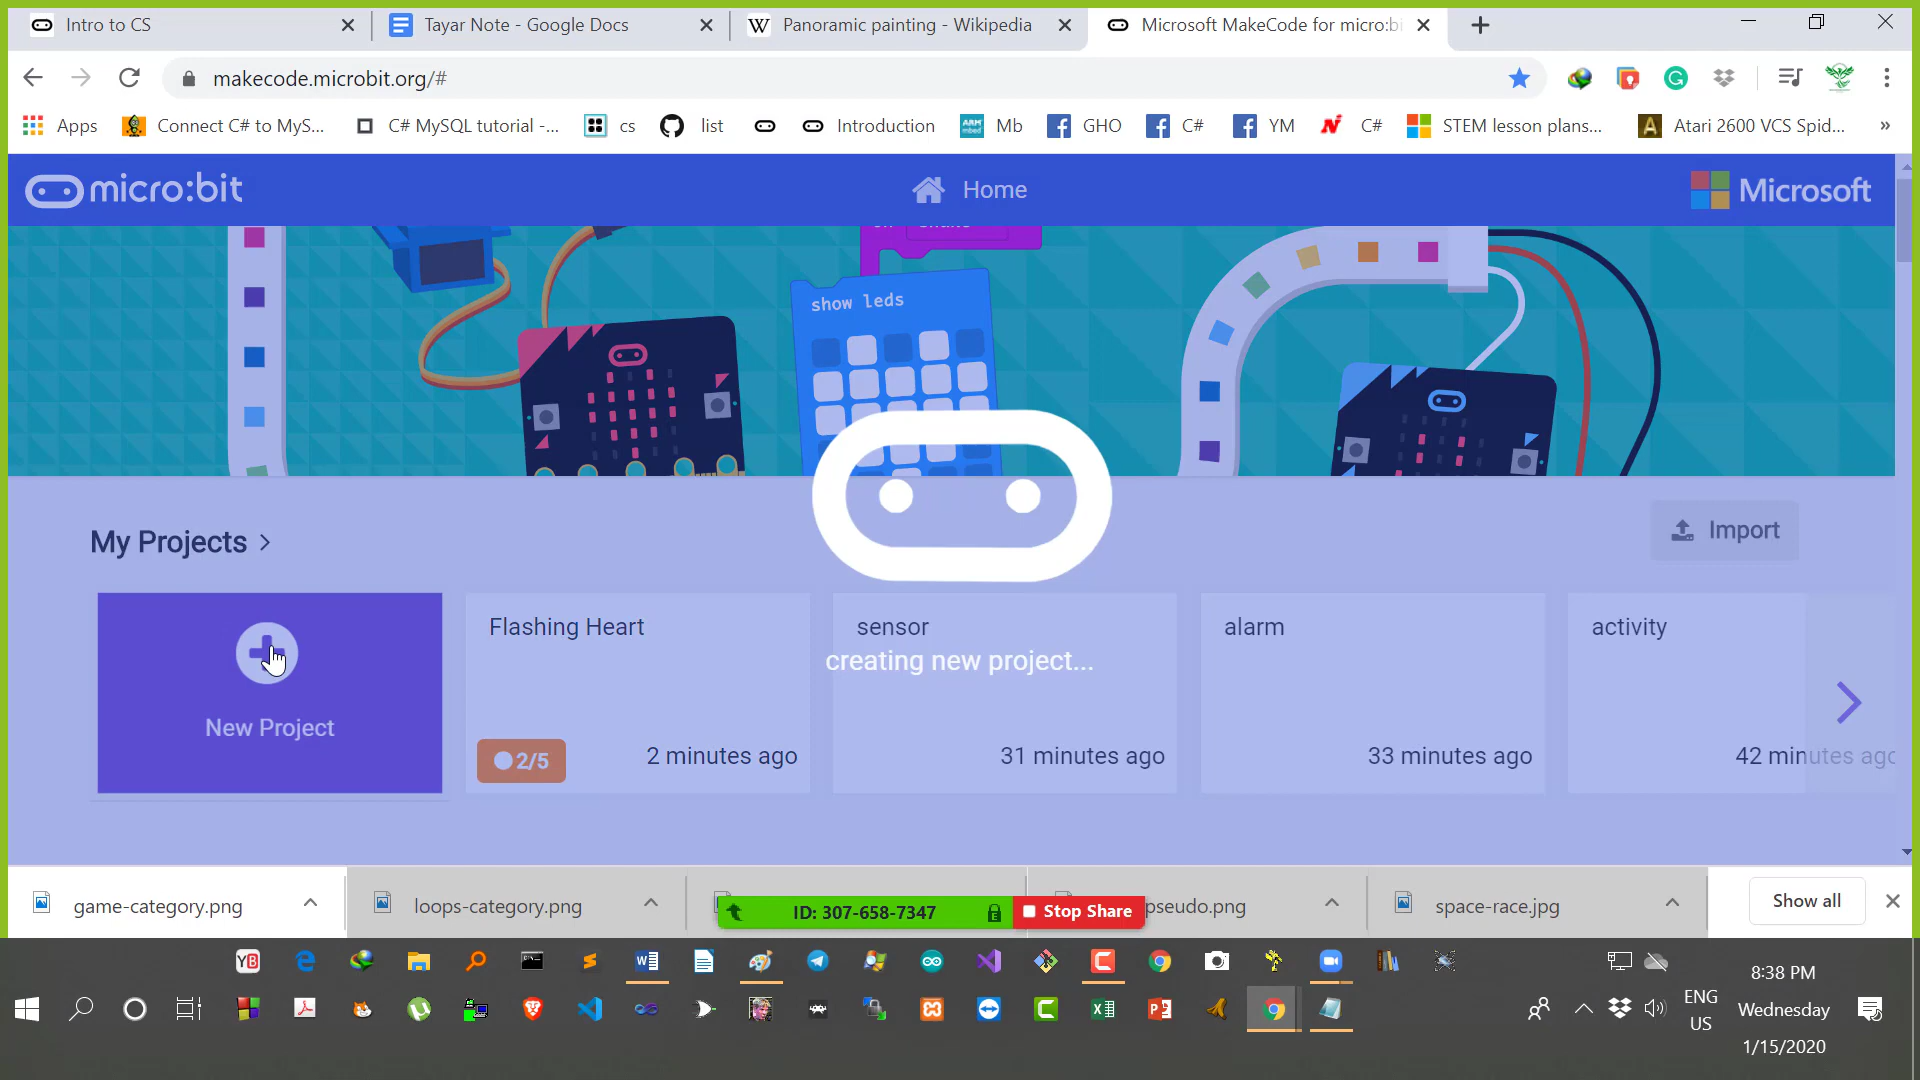 Intro to CS
Tayar Note - Google Docs
Panoramic painting - Wikipedia
Microsoft MakeCode for micro:bi
makecode.microbit.org/#
Apps
Connect C# to MyS...
C# MySQL tutorial -...
cs
list
Introduction
ARM mbed
Mb
GHO
C#
YM
C#
STEM lesson plans...
Atari 2600 VCS Spid...
»
micro:bit
Home
Microsoft
show leds
My Projects >
Import
New Project
Flashing Heart
2/5
2 minutes ago
sensor
31 minutes ago
creating new project...
alarm
33 minutes ago
activity
42 minutes ago
game-category.png
loops-category.png
ID: 307-658-7347
Stop Share
pseudo.png
space-race.jpg
Show all
8:38 PM
ENG
US
Wednesday
1/15/2020